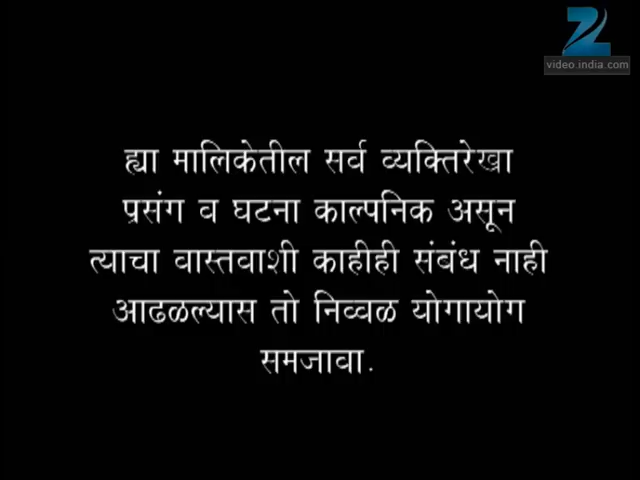 Z
video.india.com
ह्या मालिकेतील सर्व व्यक्तिरेखा
प्रसंग व घटना काल्पनिक असून
त्याचा वास्तवाशी काहीही संबंध नाही
आढळल्यास तो निव्वळ योगायोग
समजावा.